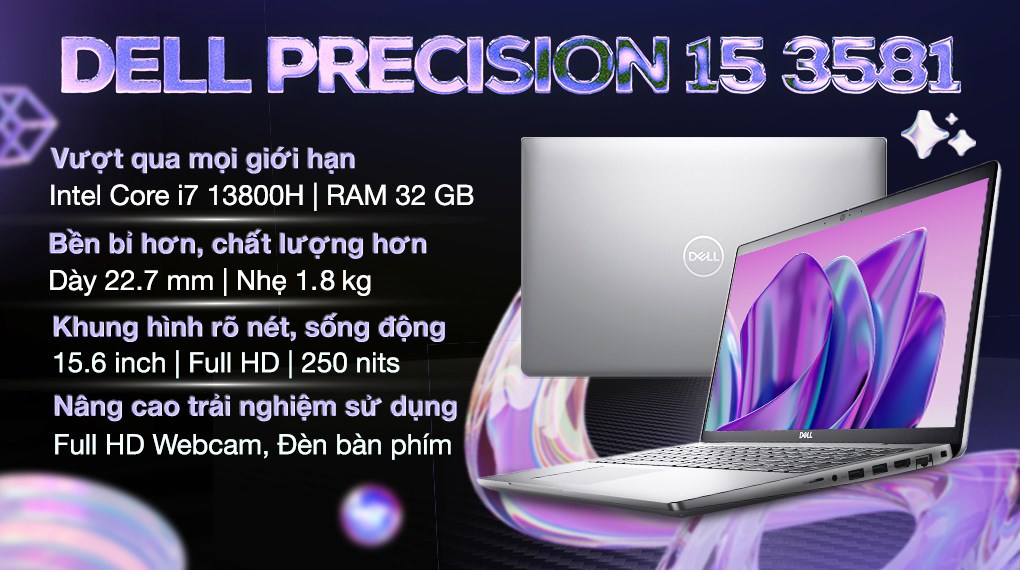 DELL PRECISION 15 3581
Vượt qua mọi giới hạn
Intel Core i7 13800H | RAM 32 GB
Bền bỉ hơn, chất lượng hơn
Dày 22.7 mm | Nhẹ 1.8 kg
Khung hình rõ nét, sống động
15.6 inch | Full HD | 250 nits
Nâng cao trải nghiệm sử dụng
Full HD Webcam, Đèn bàn phím
DELL
DELL